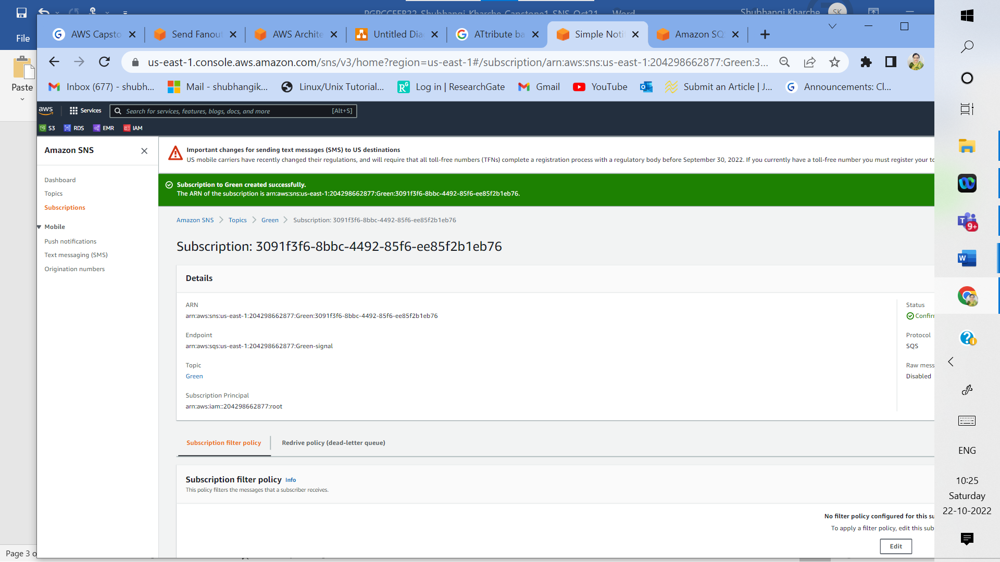 PGPCCFEB22_Shubhangi_Kharche_Capstone1_SNS_Oct21 - Word
Shubhangi Kharche
SK
File
Paste
Page 3 o
AWS Capsto
Send Fanout
AWS Archite
Untitled Dia
ATtribute ba
Simple Noti
Amazon SQ
us-east-1.console.aws.amazon.com/sns/v3/home?region=us-east-1#/subscription/arn:aws:sns:us-east-1:204298662877:Green:3...
Inbox (677) - shubh...
Mail - shubhangik...
Linux/Unix Tutorial...
Log in | ResearchGate
Gmail
YouTube
Submit an Article | J...
Announcements: Cl...
aws
Services
Search for services, features, blogs, docs, and more
[Alt+S]
S3
RDS
EMR
IAM
Amazon SNS
Dashboard
Topics
Subscriptions
Mobile
Push notifications
Text messaging (SMS)
Origination numbers
Important changes for sending text messages (SMS) to US destinations
US mobile carriers have recently changed their regulations, and will require that all toll-free numbers (TFNs) complete a registration process with a regulatory body before September 30, 2022. If you currently have a toll-free number you must register your to
Subscription to Green created successfully.
The ARN of the subscription is arn:aws:sns:us-east-1:204298662877:Green:3091f3f6-8bbc-4492-85f6-ee85f2b1eb76.
Amazon SNS
Topics
Green
Subscription: 3091f3f6-8bbc-4492-85f6-ee85f2b1eb76
Subscription: 3091f3f6-8bbc-4492-85f6-ee85f2b1eb76
Details
ARN
arn:aws:sns:us-east-1:204298662877:Green:3091f3f6-8bbc-4492-85f6-ee85f2b1eb76
Endpoint
arn:aws:sqs:us-east-1:204298662877:Green-signal
Topic
Green
Subscription Principal
arn:aws:iam::204298662877:root
Status
Confir
Protocol
SQS
Raw mess
Disabled
Subscription filter policy
Redrive policy (dead-letter queue)
Subscription filter policy Info
This policy filters the messages that a subscriber receives.
No filter policy configured for this su
To apply a filter policy, edit this sub
Edit
9+
ENG
10:25
Saturday
22-10-2022